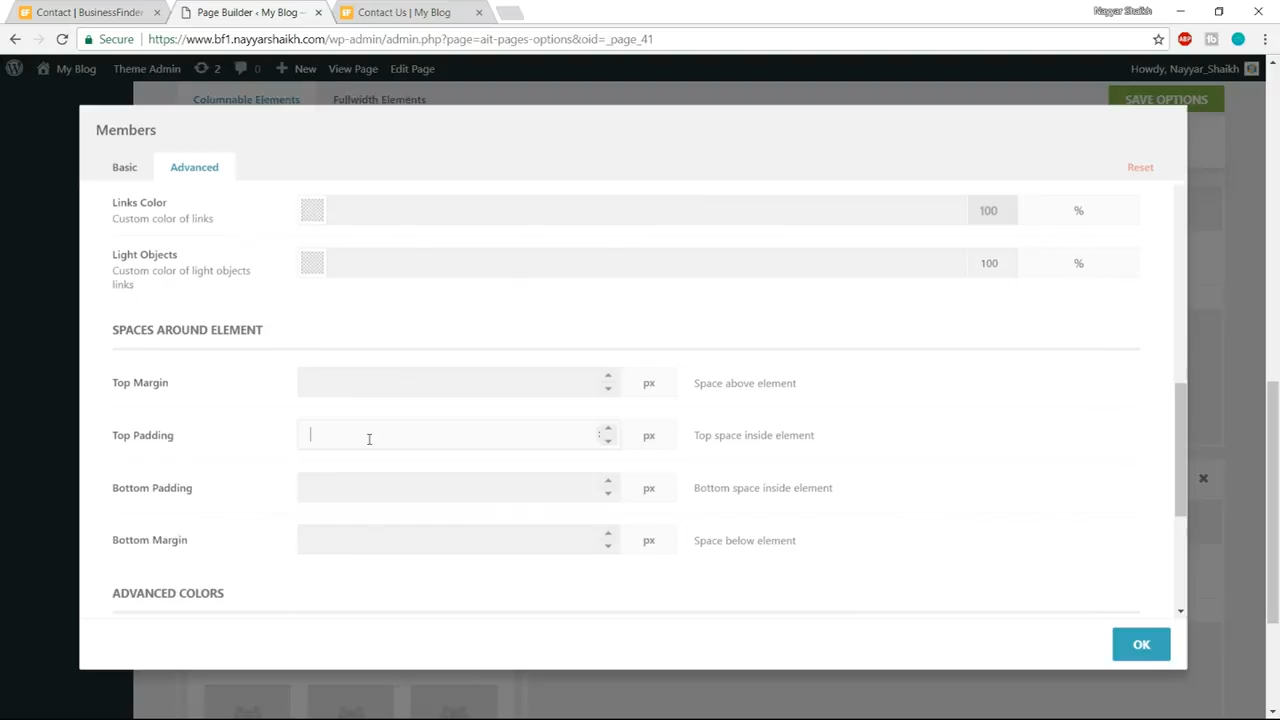 Contact | BusinessFinder
Page Builder ‹ My Blog —
Contact Us | My Blog
Nayyar Shaikh
Secure
https://www.bf1.nayyarshaikh.com/wp-admin/admin.php?page=ait-pages-options&oid=_page_41
ABP
My Blog
Theme Admin
2
0
New
View Page
Edit Page
Howdy, Nayyar_Shaikh
Columnable Elements
Fullwidth Elements
SAVE OPTIONS
Members
Basic
Advanced
Reset
Links Color
Custom color of links
100 %
Light Objects
Custom color of light objects
links
100 %
SPACES AROUND ELEMENT
Top Margin px Space above element
Top Padding px Top space inside element
Bottom Padding px Bottom space inside element
Bottom Margin px Space below element
ADVANCED COLORS
OK